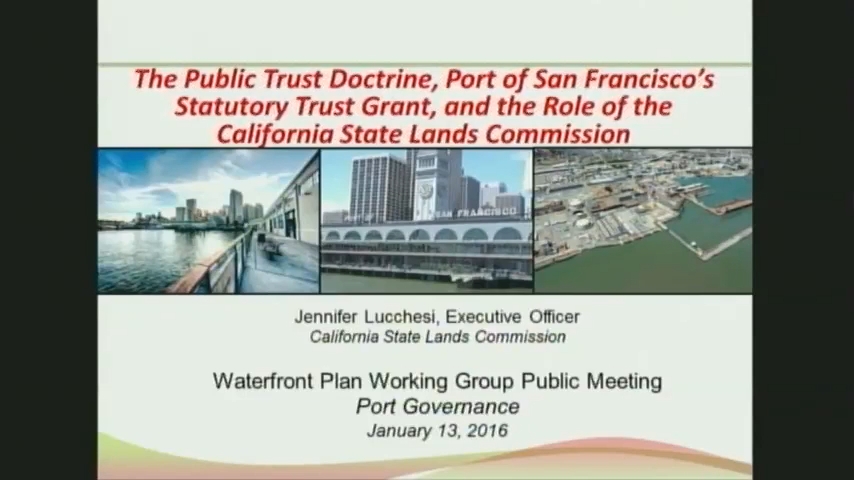 The Public Trust Doctrine, Port of San Francisco's
Statutory Trust Grant, and the Role of the
California State Lands Commission
SAN FRANCISCO
Jennifer Lucchesi, Executive Officer
California State Lands Commission
Waterfront Plan Working Group Public Meeting
Port Governance
January 13, 2016